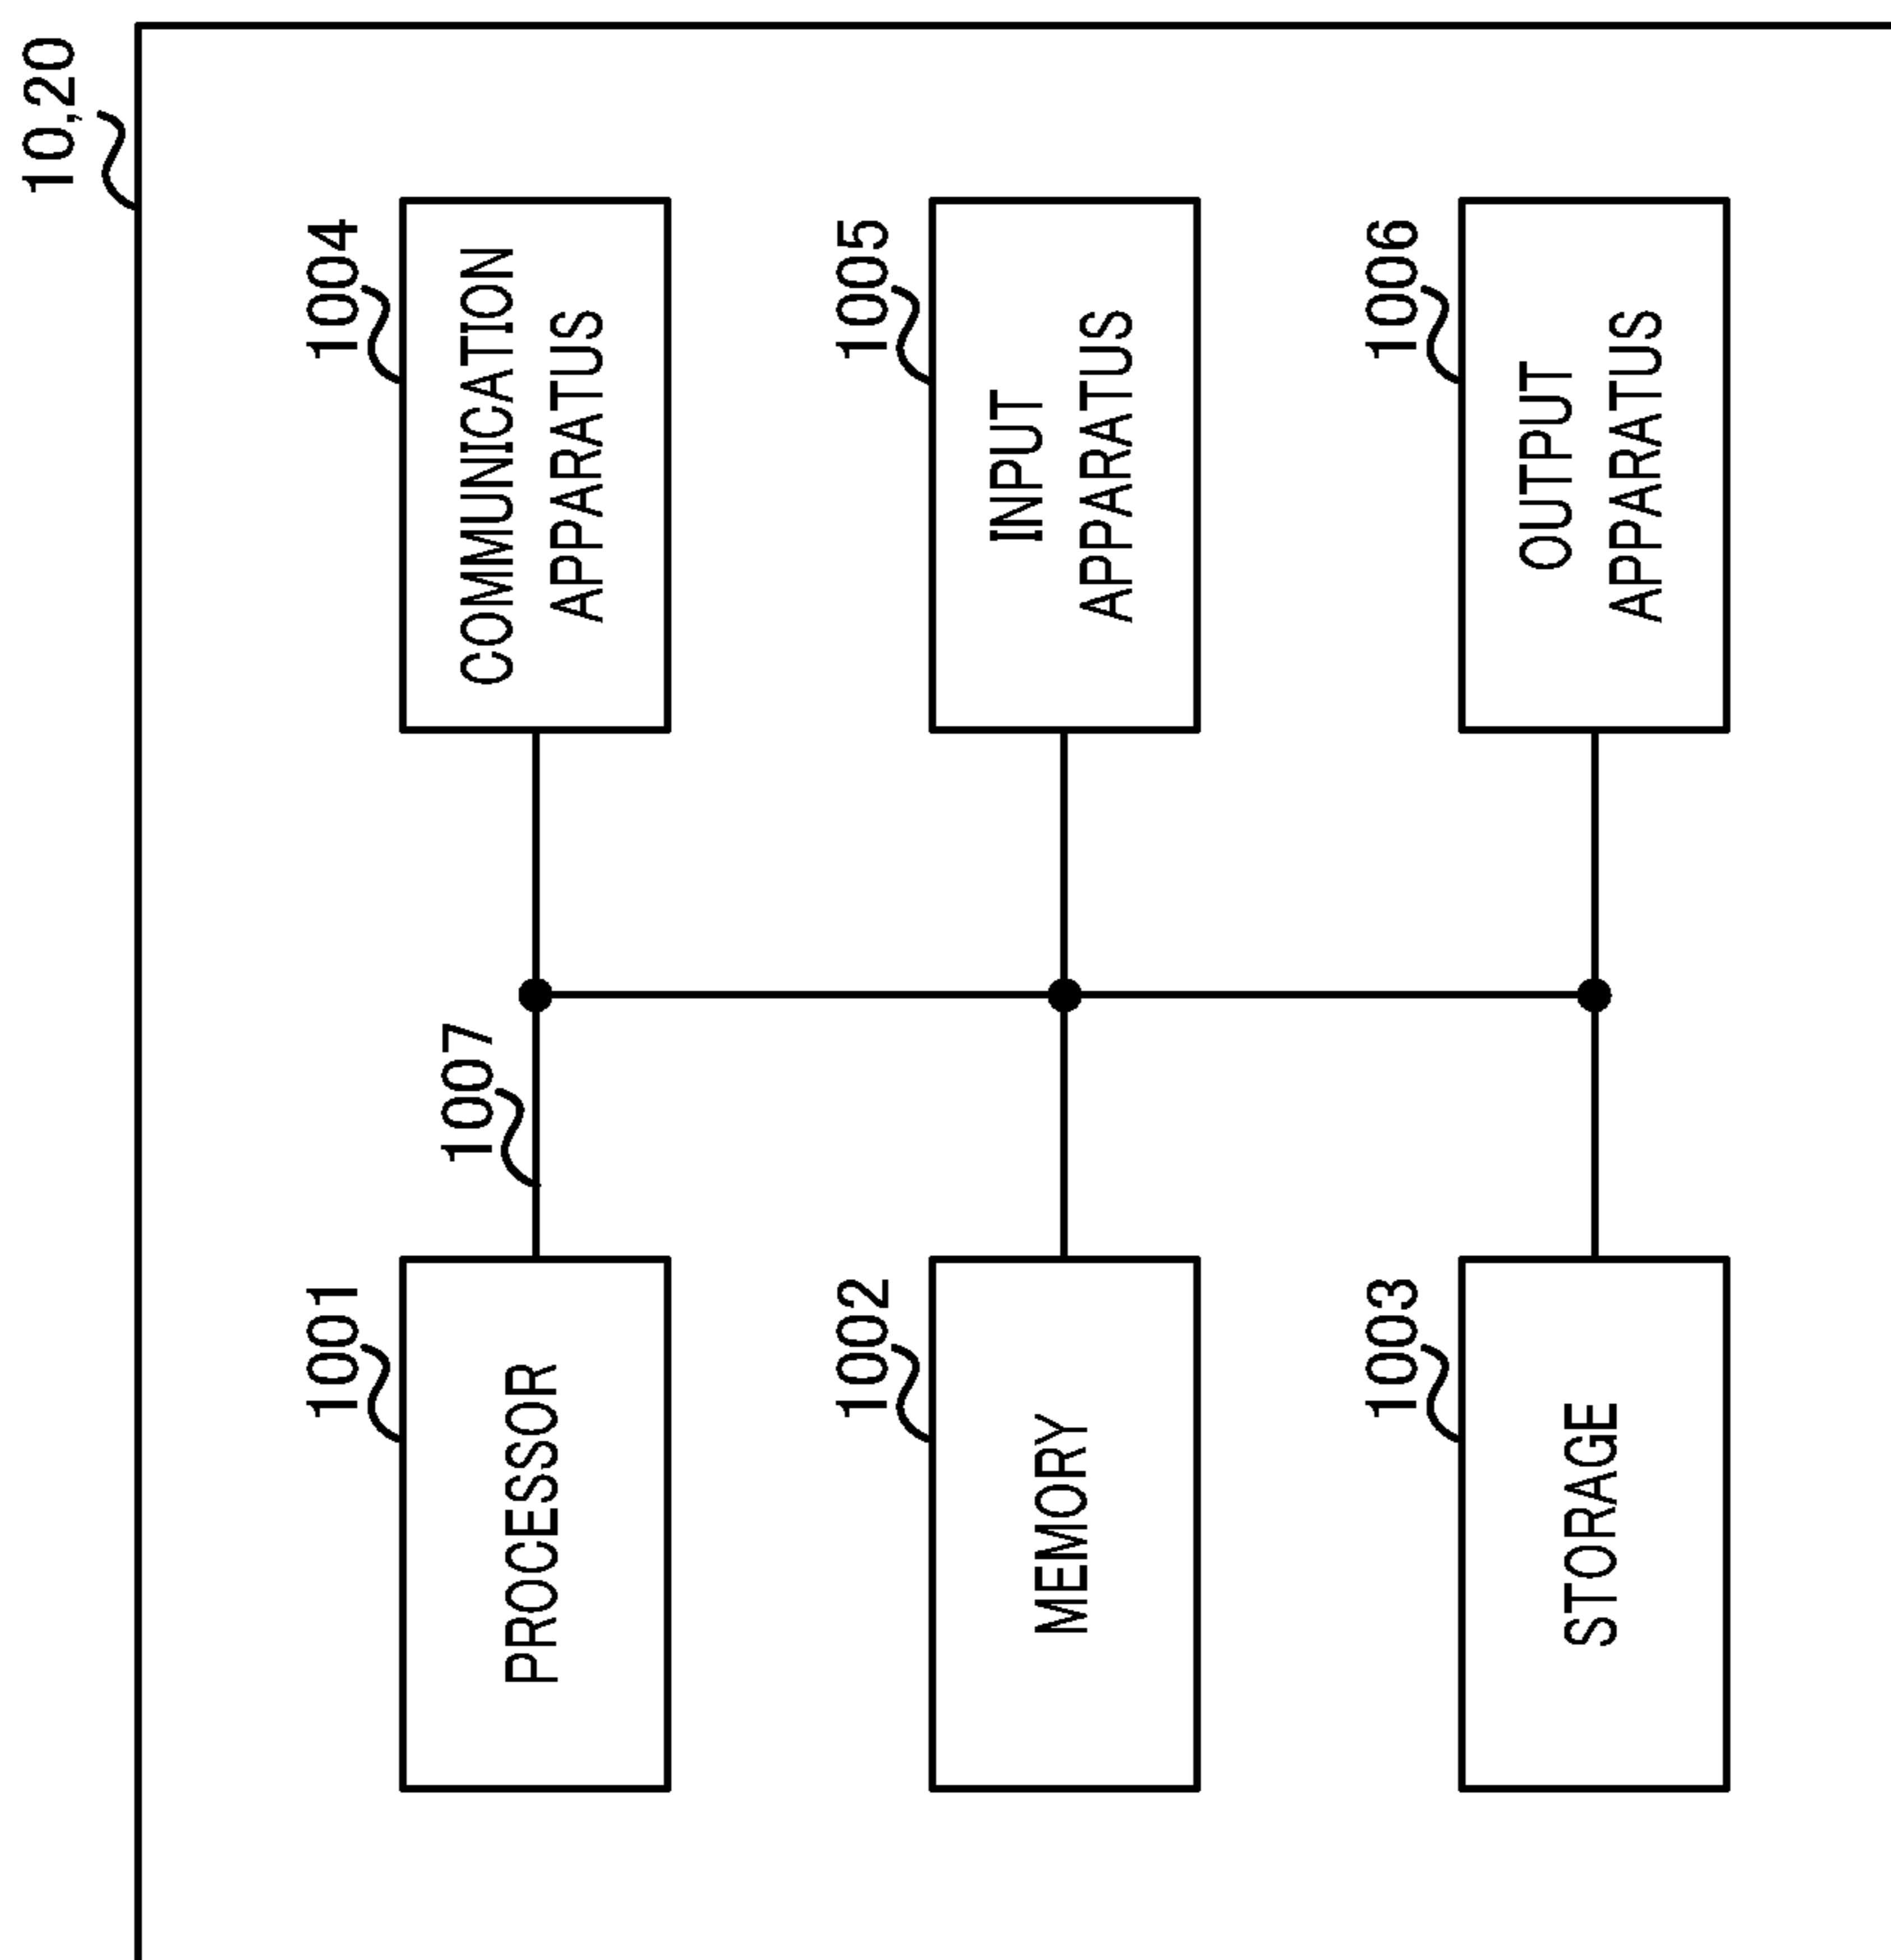 10,20
1001
PROCESSOR
1007
1004
COMMUNICATION
APPARATUS
1002
MEMORY
1005
INPUT
APPARATUS
1003
STORAGE
1006
OUTPUT
APPARATUS